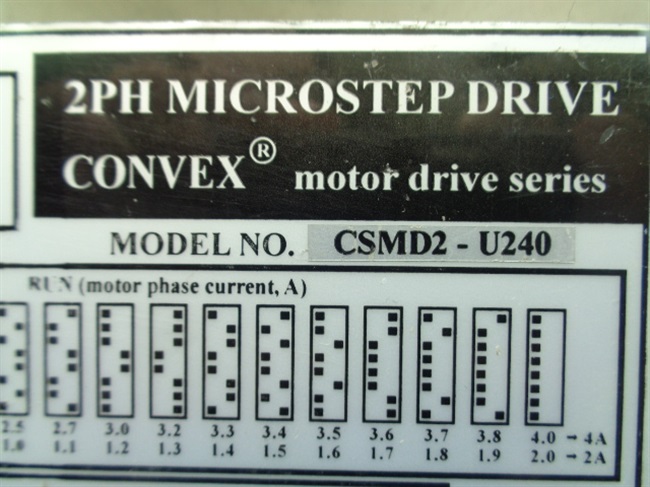 2PH MICROSTEP DRIVE
CONVEX® motor drive series
MODEL NO. CSMD2 - U240
RUN (motor phase current, A)
2.5 2.7 3.0 3.2 3.3 3.4 3.5 3.6 3.7 3.8 4.0 → 4A
1.0 1.1 1.2 1.3 1.4 1.5 1.6 1.7 1.8 1.9 2.0 → 2A